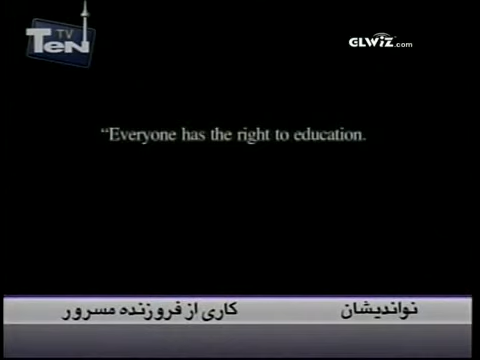 TV
TEN
GLWiZ.com
“Everyone has the right to education.
نواندیشان
کاری از فروزنده مسرور